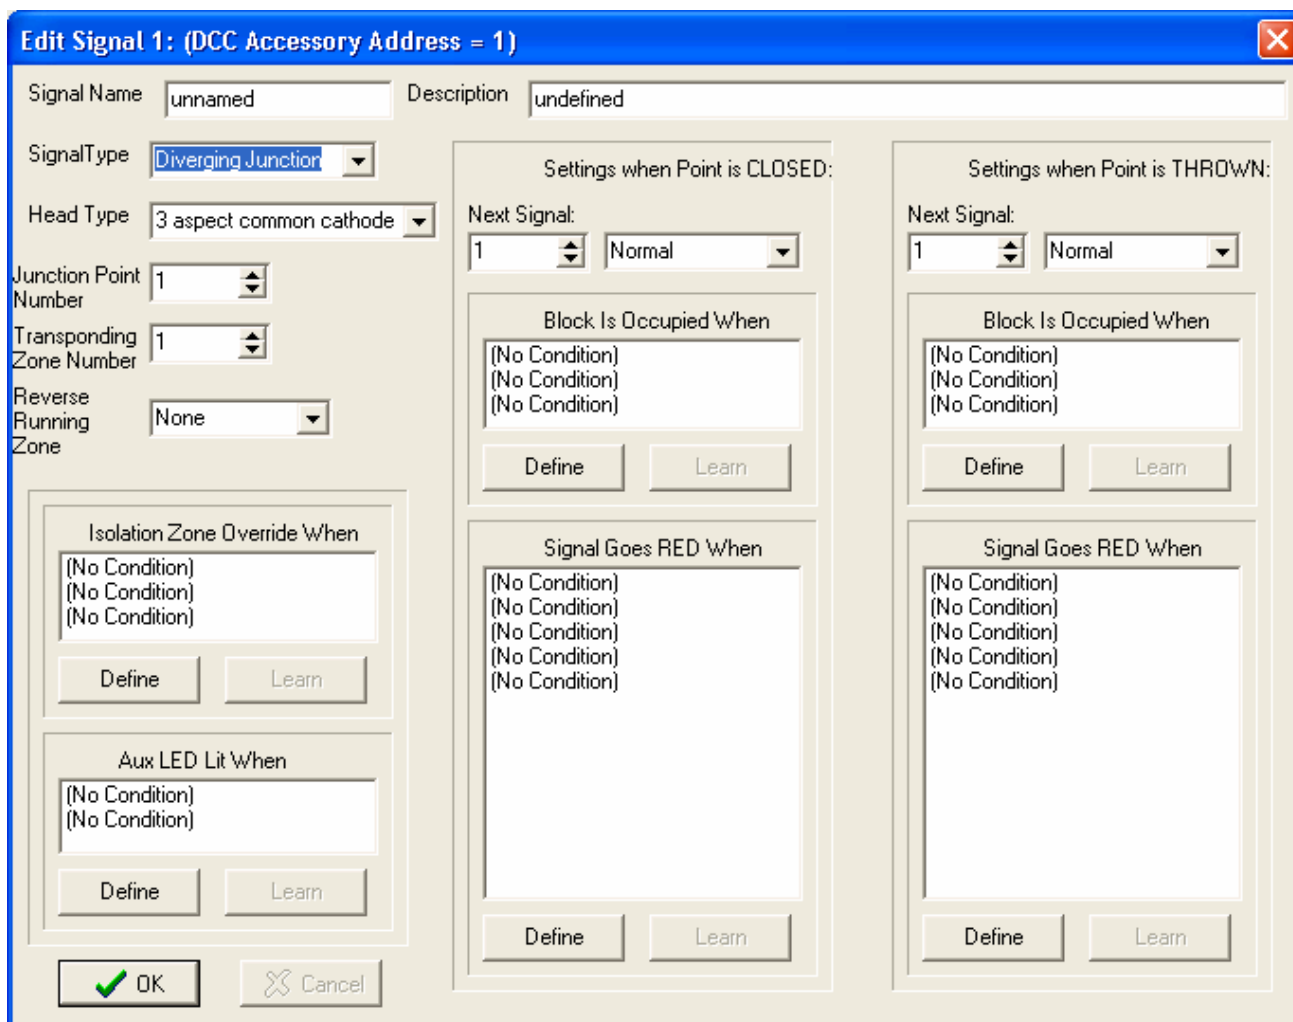 Edit Signal 1: (DCC Accessory Address = 1)
Signal Name unnamed Description undefined
SignalType Diverging Junction
Head Type 3 aspect common cathode
Junction Point
Number
1
Transponding
Zone Number
1
Reverse
Running
Zone
None
Isolation Zone Override When
(No Condition)
(No Condition)
(No Condition)
Define Learn
Aux LED Lit When
(No Condition)
(No Condition)
Define Learn
OK Cancel
Settings when Point is CLOSED:
Next Signal:
1 Normal
Block Is Occupied When
(No Condition)
(No Condition)
(No Condition)
Define Learn
Signal Goes RED When
(No Condition)
(No Condition)
(No Condition)
(No Condition)
(No Condition)
Define Learn
Settings when Point is THROWN:
Next Signal:
1 Normal
Block Is Occupied When
(No Condition)
(No Condition)
(No Condition)
Define Learn
Signal Goes RED When
(No Condition)
(No Condition)
(No Condition)
(No Condition)
(No Condition)
Define Learn